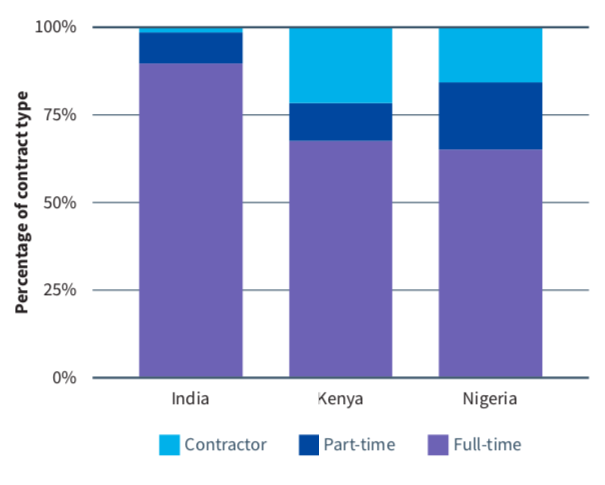 Percentage of contract type
100%
75%
50%
25%
0%
India Kenya Nigeria
Contractor Part-time Full-time